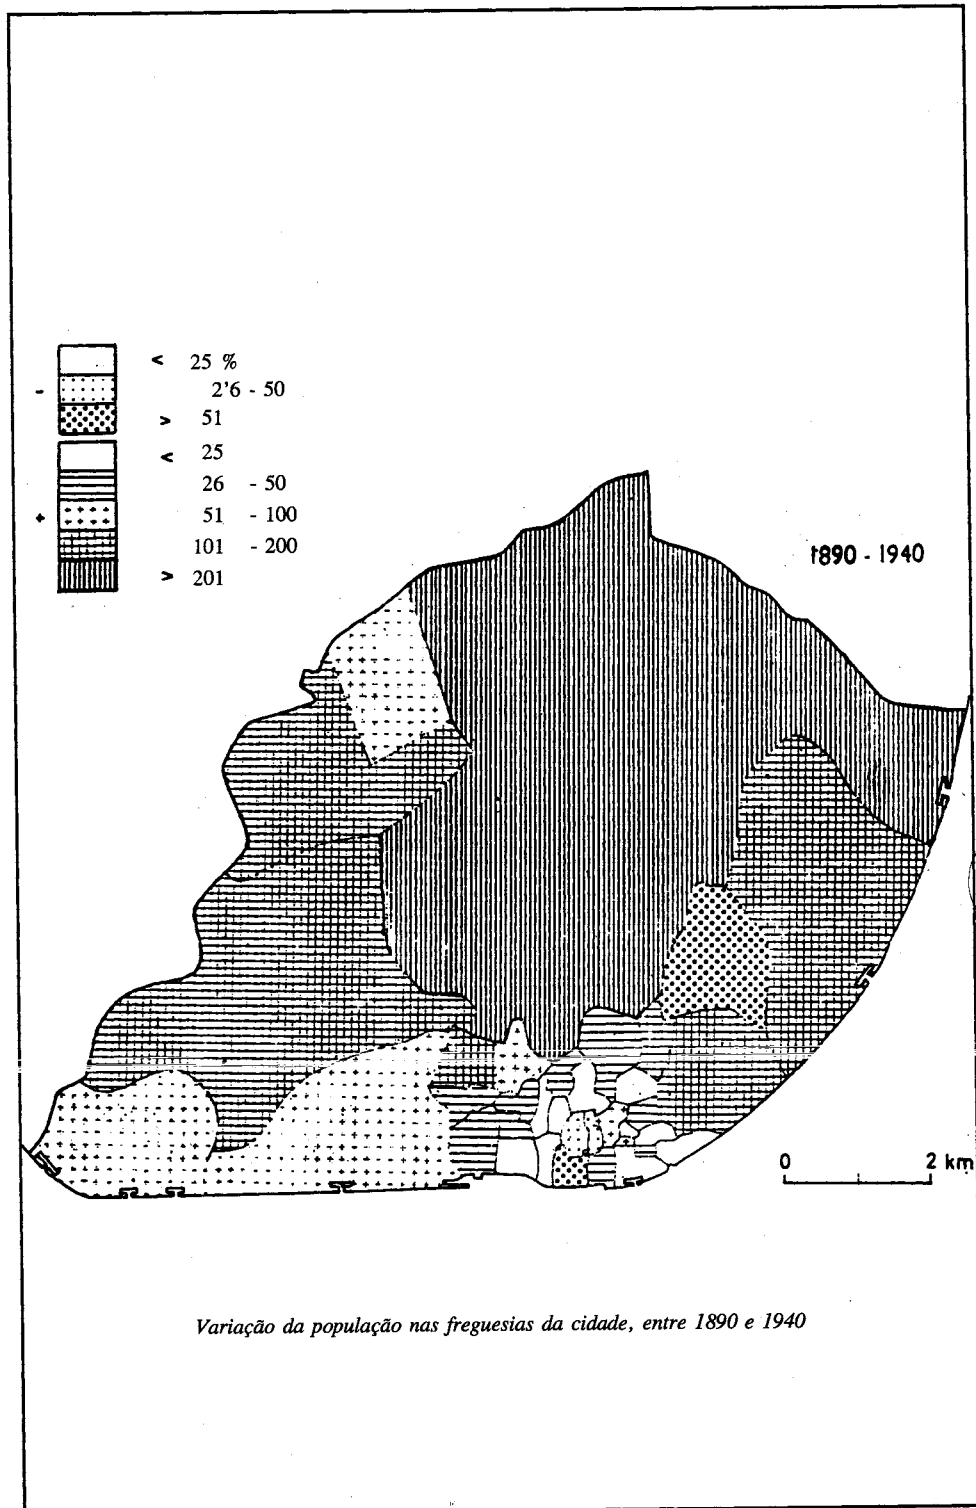 < 25 %
- 2'6 - 50
> 51
< 25
26 - 50
+ 51 - 100
101 - 200
> 201
1890 - 1940
0 2 km
Variação da população nas freguesias da cidade, entre 1890 e 1940